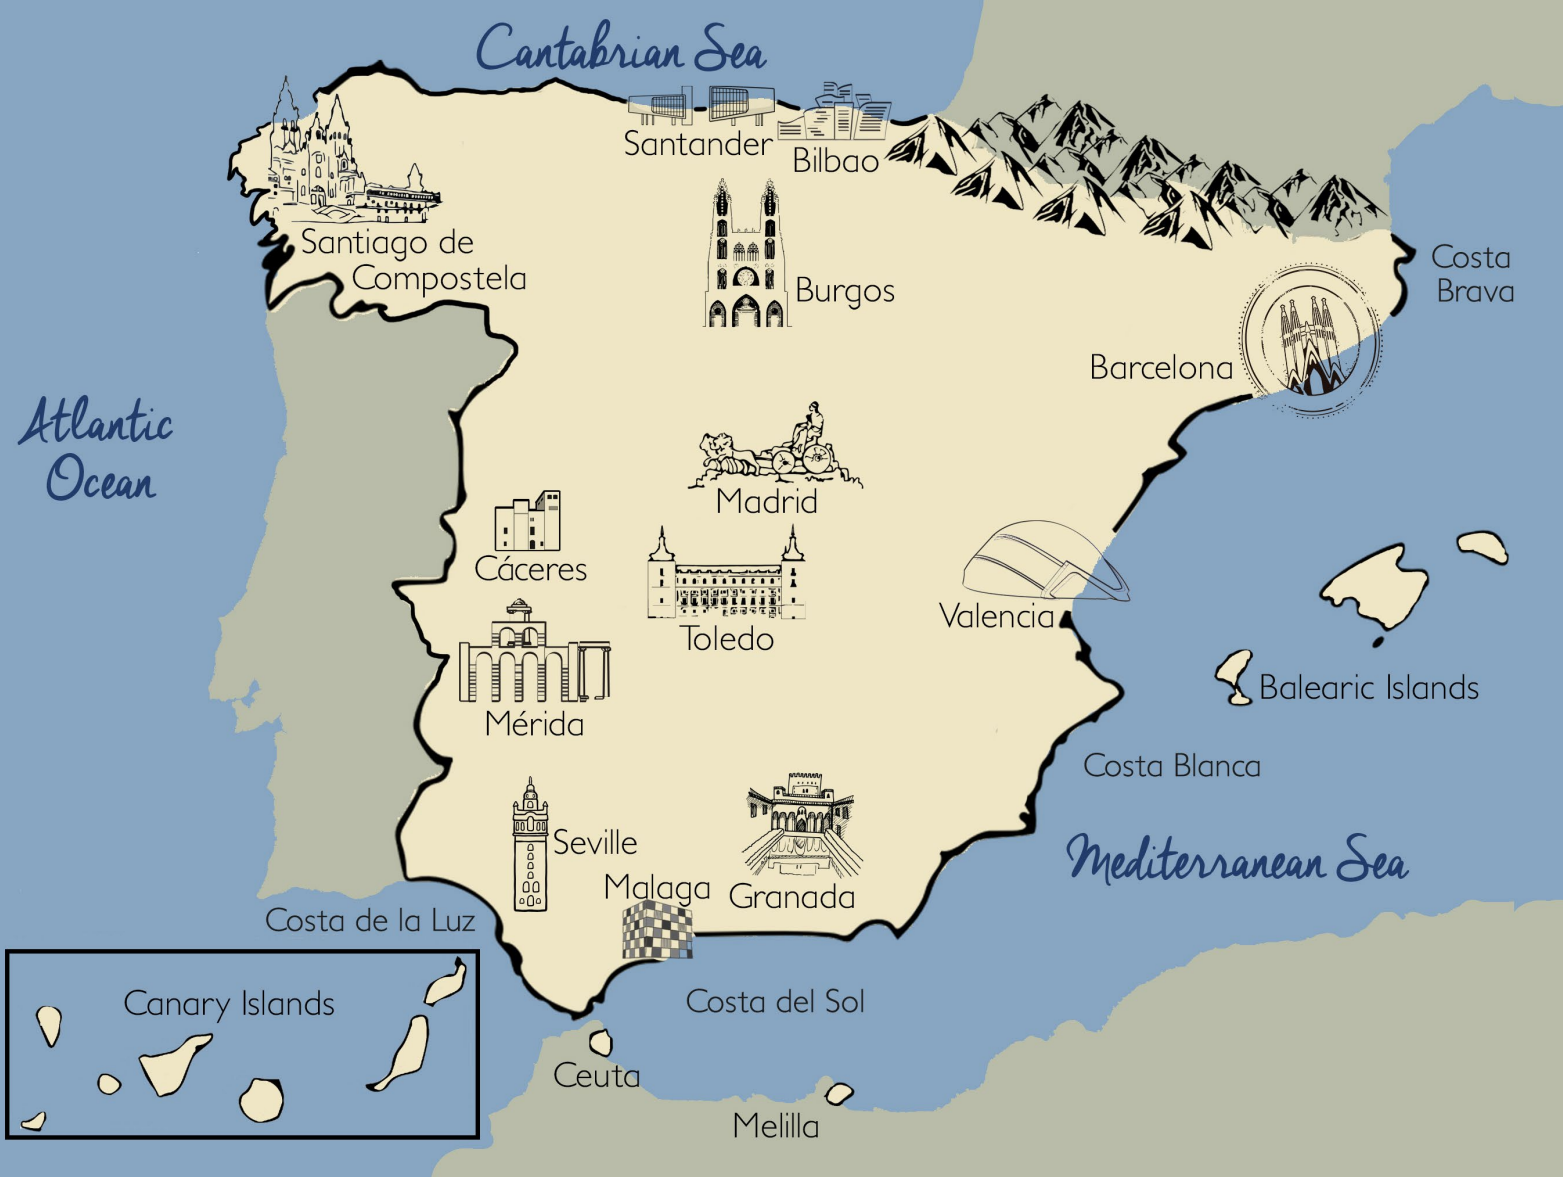 Cantabrian Sea
Santander
Bilbao
Santiago de
Compostela
Burgos
Costa
Brava
Barcelona
Atlantic
Ocean
Madrid
Cáceres
Valencia
Toledo
Balearic Islands
Mérida
Costa Blanca
Seville
Mediterranean Sea
Malaga
Granada
Costa de la Luz
Canary Islands
Costa del Sol
Ceuta
Melilla